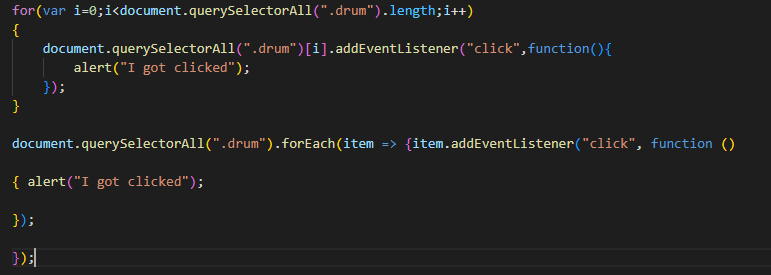 for(var i=0;i<document.querySelectorAll(".drum").length;i++)
{
    document.querySelectorAll(".drum")[i].addEventListener("click",function(){
        alert("I got clicked");
    });
}
document.querySelectorAll(".drum").forEach(item => {item.addEventListener("click", function ()
{ alert("I got clicked");
});
});